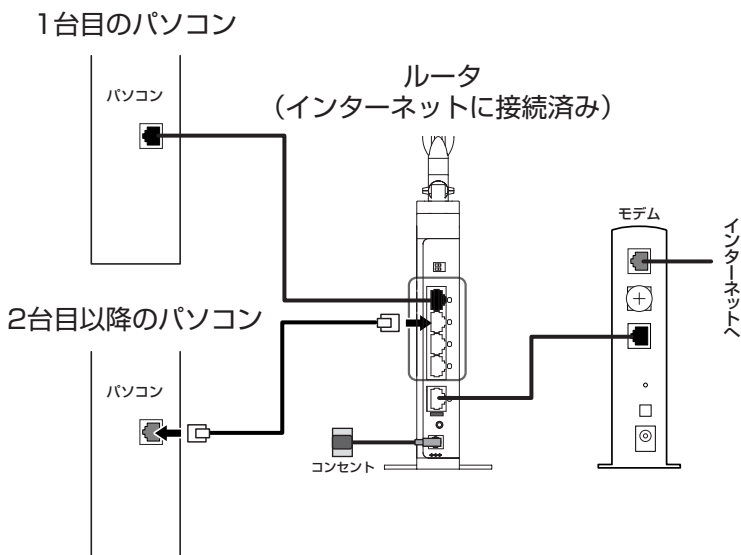 1台目のパソコン
パソコン
ルータ
（インターネットに接続済み）
モデム
インターネットへ
2台目以降のパソコン
パソコン
コンセント